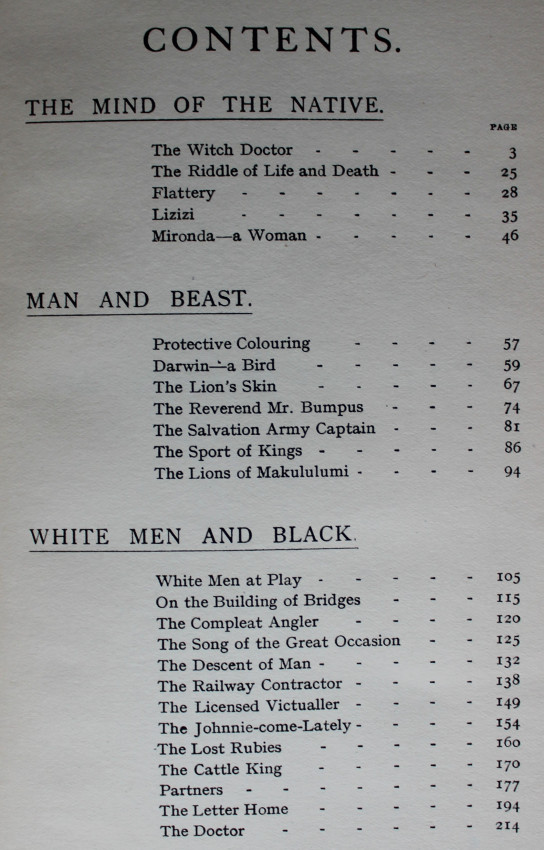 CONTENTS.
THE MIND OF THE NATIVE.
PAGE
The Witch Doctor - - - - - 3
The Riddle of Life and Death - - - 25
Flattery - - - - - - 28
Lizizi - - - - - - 35
Mironda—a Woman - - - - - 46
MAN AND BEAST.
Protective Colouring - - - - 57
Darwin—a Bird - - - - - 59
The Lion's Skin - - - - - 67
The Reverend Mr. Bumpus - - - 74
The Salvation Army Captain - - - 81
The Sport of Kings - - - - - 86
The Lions of Makululumi - - - - 94
WHITE MEN AND BLACK.
White Men at Play - - - - - 105
On the Building of Bridges - - - 115
The Compleat Angler - - - - 120
The Song of the Great Occasion - - 125
The Descent of Man - - - - - 132
The Railway Contractor - - - - 138
The Licensed Victualler - - - - 149
The Johnnie-come-Lately - - - - 154
The Lost Rubies - - - - - 160
The Cattle King - - - - - 170
Partners - - - - - - - 177
The Letter Home - - - - - 194
The Doctor - - - - - - 214